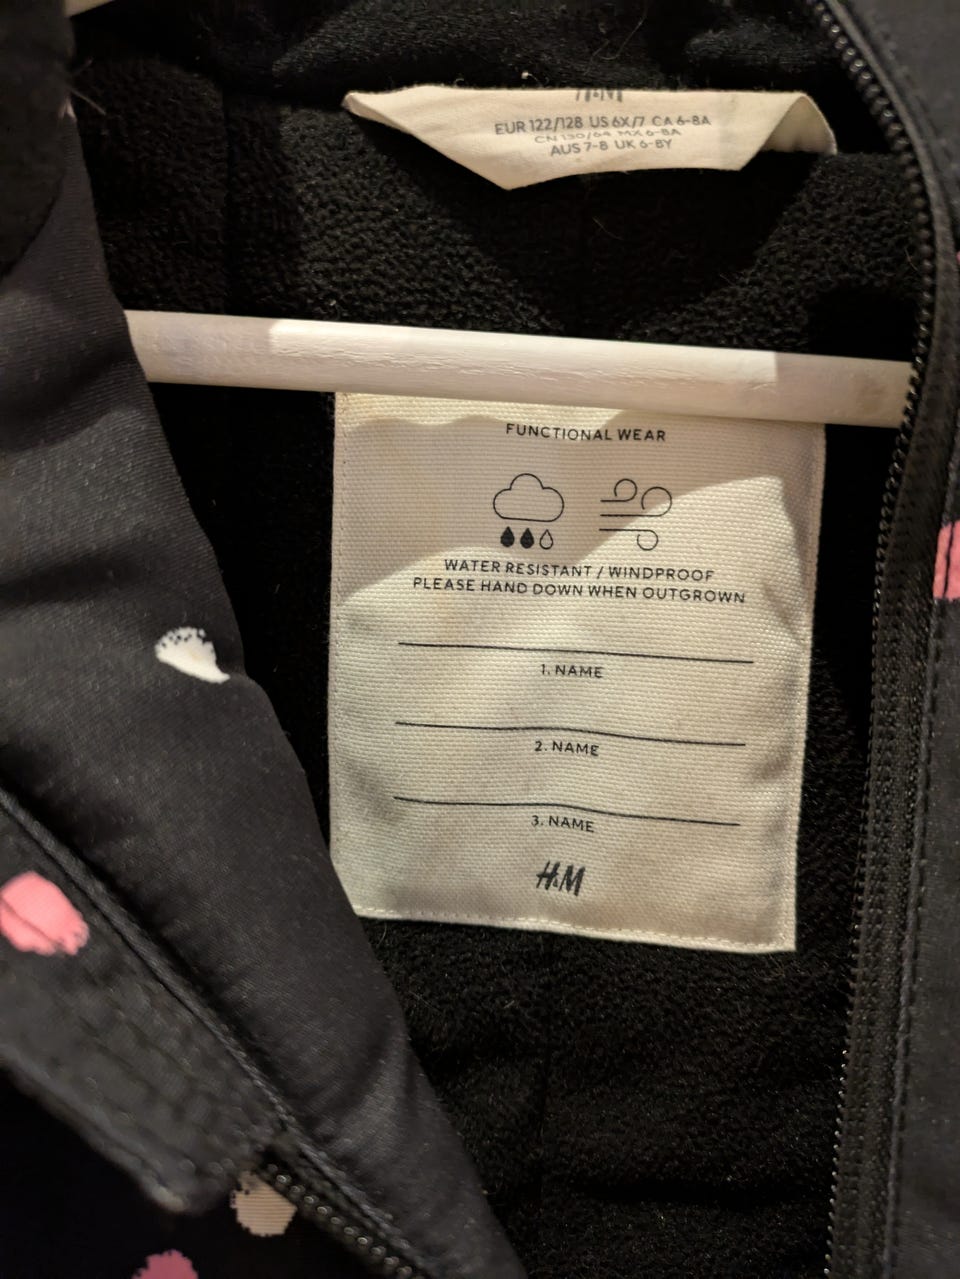 H&M
EUR 122/128 US 6X/7 CA 6-8A
CN 130/64 MX 6-8A
AUS 7-8 UK 6-8Y
FUNCTIONAL WEAR
WATER RESISTANT / WINDPROOF
PLEASE HAND DOWN WHEN OUTGROWN
1. NAME
2. NAME
3. NAME
H&M